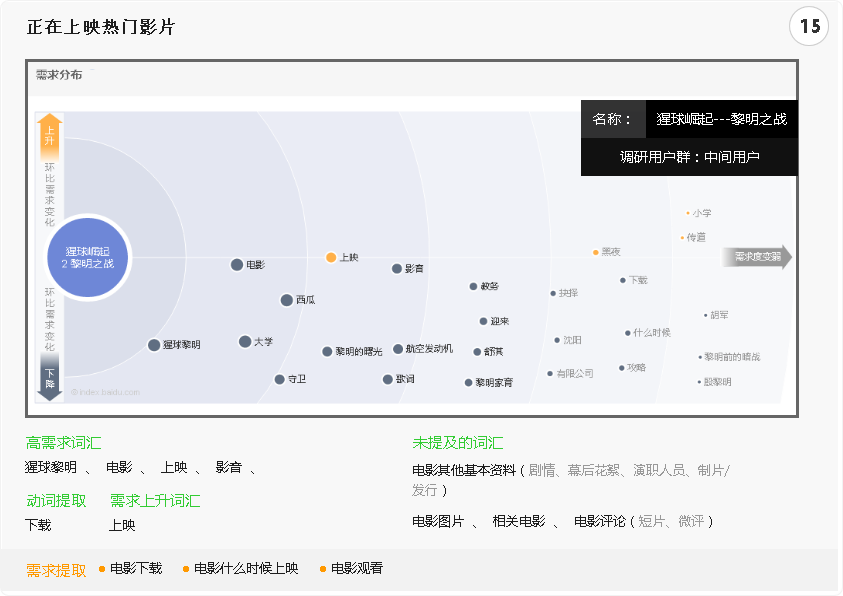 正在上映热门影片
15
需求分布
名称：
猩球崛起---黎明之战
调研用户群：中间用户
上升
环比需求变化
猩球崛起
2 黎明之战
环比需求变化
下降
需求度变弱
小学
传道
黑夜
上映
电影
影音
下载
教务
抉择
西瓜
胡军
迎来
什么时候
大学
沈阳
猩球黎明
航空发动机
黎明的曙光
舒淇
黎明前的暗战
攻略
有限公司
守卫
歌词
黎明家育
殷黎明
© index.baidu.com
高需求词汇
猩球黎明 、 电影 、 上映 、 影音 、
动词提取 需求上升词汇
下载 上映
未提及的词汇
电影其他基本资料（剧情、幕后花絮、演职人员、制片/
发行）
电影图片 、 相关电影 、 电影评论（短片、微评）
需求提取 电影下载 电影什么时候上映 电影观看